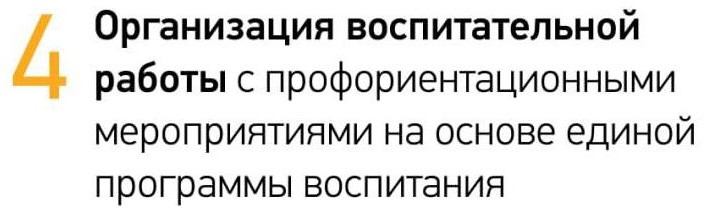 4
Организация воспитательной
работы с профориентационными
мероприятиями на основе единой
программы воспитания